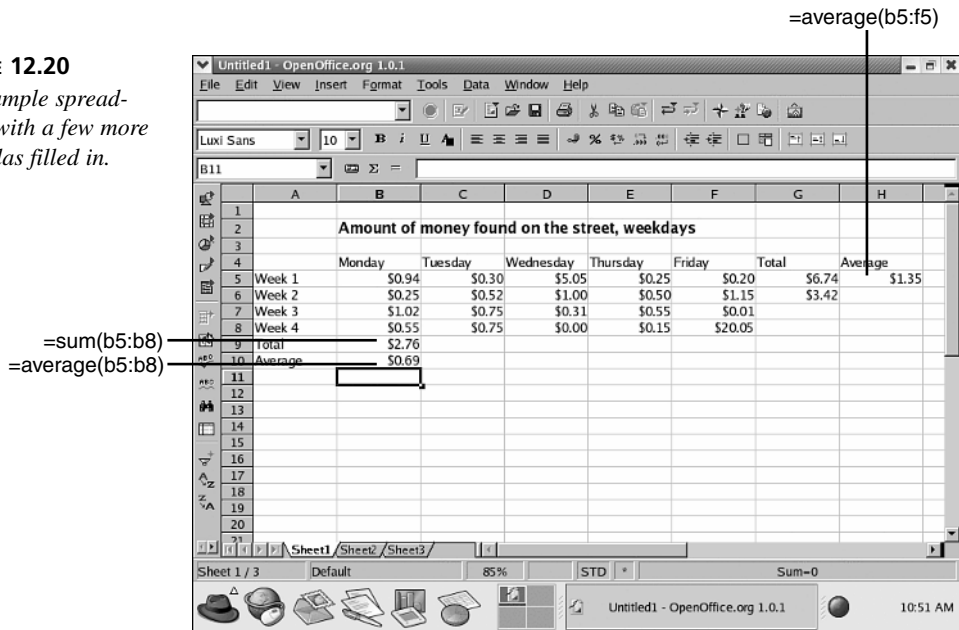 =average(b5:f5)
12.20
ample spread-
with a few more
las filled in.
Untitled1 - OpenOffice.org 1.0.1
File Edit View Insert Format Tools Data Window Help
Luxi Sans 10 B i U A
B11 Σ =
A B C D E F G H
1
2 Amount of money found on the street, weekdays
3
4 Monday Tuesday Wednesday Thursday Friday Total Average
5 Week 1 $0.94 $0.30 $5.05 $0.25 $0.20 $6.74 $1.35
6 Week 2 $0.25 $0.52 $1.00 $0.50 $1.15 $3.42
7 Week 3 $1.02 $0.75 $0.31 $0.55 $0.01
8 Week 4 $0.55 $0.75 $0.00 $0.15 $20.05
=sum(b5:b8)
9 Total $2.76
=average(b5:b8)
10 Average $0.69
11
12
13
14
15
16
17
18
19
20
21
Sheet1 Sheet2 Sheet3
Sheet 1 / 3 Default 85% STD * Sum=0
Untitled1 - OpenOffice.org 1.0.1 10:51 AM